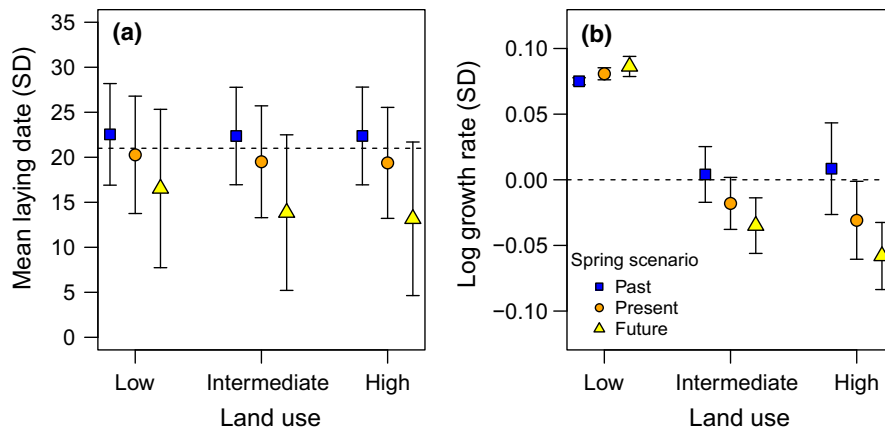 (a)
Mean laying date (SD)
35
30
25
20
15
10
5
0
Low Intermediate High
Land use
(b)
Log growth rate (SD)
0.10
0.05
0.00
−0.05
−0.10
Spring scenario
Past
Present
Future
Low Intermediate High
Land use